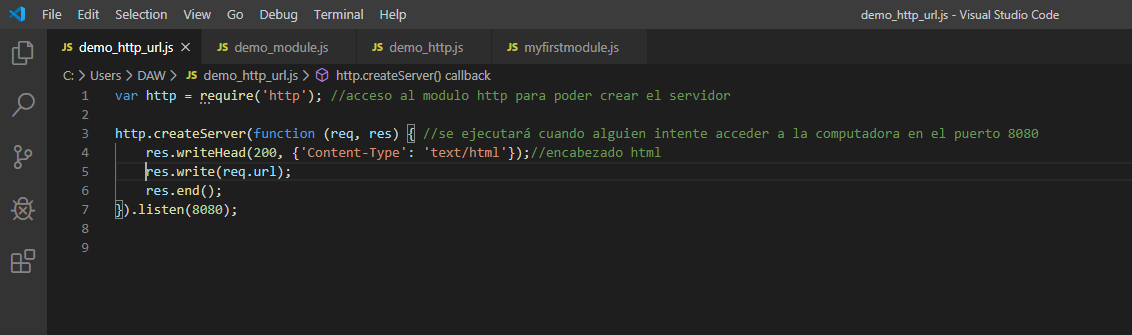 File Edit Selection View Go Debug Terminal Help demo_http_url.js - Visual Studio Code
JS demo_http_url.js × JS demo_module.js JS demo_http.js JS myfirstmodule.js
C: > Users > DAW > JS demo_http_url.js > http.createServer() callback
1 var http = require('http'); //acceso al modulo http para poder crear el servidor
2
3 http.createServer(function (req, res) { //se ejecutará cuando alguien intente acceder a la computadora en el puerto 8080
4 res.writeHead(200, {'Content-Type': 'text/html'});//encabezado html
5 res.write(req.url);
6 res.end();
7 }).listen(8080);
8
9